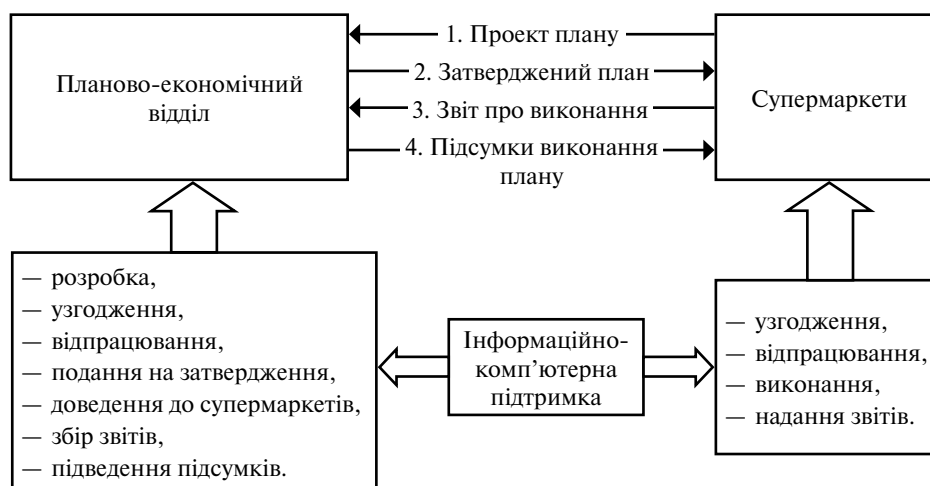 Планово-економічний
відділ
1. Проект плану
2. Затверджений план
3. Звіт про виконання
4. Підсумки виконання
плану
Супермаркети
— розробка,
— узгодження,
— відпрацювання,
— подання на затвердження,
— доведення до супермаркетів,
— збір звітів,
— підведення підсумків.
Інформаційно-
комп’ютерна
підтримка
— узгодження,
— відпрацювання,
— виконання,
— надання звітів.